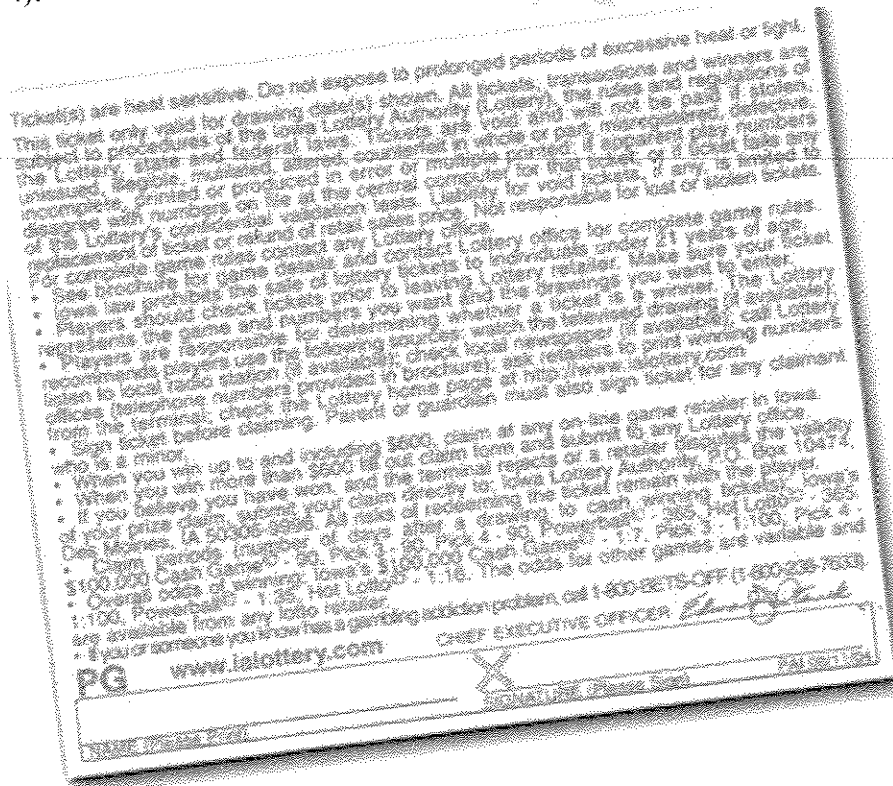 Ticket(s) are heat sensitive. Do not expose to prolonged periods of excessive heat or light.
This ticket only valid for drawing date(s) shown. All tickets, transactions and winners are
subject to procedures of the Iowa Lottery Authority (Lottery), the rules and regulations of
the Lottery, state and federal laws. Tickets are void and will not be paid if stolen,
unissued, illegible, mutilated, altered, counterfeit in whole or part, misregistered, defective,
incomplete, printed or produced in error or multiple printed; if apparent play numbers
disagree with numbers on file at the central computer for that ticket, or if ticket fails any
of the Lottery's confidential validation tests. Liability for void tickets, if any, is limited to
replacement of ticket or refund of retail sales price. Not responsible for lost or stolen tickets.
For complete game rules contact any Lottery office.
• See brochure for game details and contact Lottery office for complete game rules.
• Iowa law prohibits the sale of lottery tickets to individuals under 21 years of age.
• Players should check tickets prior to leaving Lottery retailer. Make sure your ticket
represents the game and numbers you want and the drawings you want to enter.
• Players are responsible for determining whether a ticket is a winner. The Lottery
recommends players use the following sources: watch the televised drawing (if available);
listen to local radio station (if available); check local newspaper (if available); call Lottery
offices (telephone numbers provided in brochure); ask retailers to print winning numbers
from the terminal; check the Lottery home page at http://www.ialottery.com
• Sign ticket before claiming. Parent or guardian must also sign ticket for any claimant
who is a minor.
• When you win up to and including $600, claim at any on-line game retailer in Iowa.
• When you win more than $600 fill out claim form and submit to any Lottery office.
• If you believe you have won, and the terminal rejects or a retailer disputes the validity
of your prize claim, submit your claim directly to: Iowa Lottery Authority, P.O. Box 10474,
Des Moines, IA 50306-. All risks of redeeming the ticket remain with the player.
• Claim periods (number of days after a drawing to cash winning tickets): Iowa's
$100,000 Cash Game - 90, Pick 3 - 90, Pick 4 - 90, Powerball - 365, Hot Lotto - 365.
• Overall odds of winning: Iowa's $100,000 Cash Game - 1:7, Pick 3 - 1:100, Pick 4 -
1:106, Powerball - 1:35, Hot Lotto - 1:16. The odds for other games are variable and
are available from any lotto retailer.
• If you or someone you know has a gambling addiction problem, call 1-800-BETS-OFF (1-800-238-7633).
PG www.ialottery.com CHIEF EXECUTIVE OFFICER
X
NAME (Please Print) SIGNATURE (Please Sign)